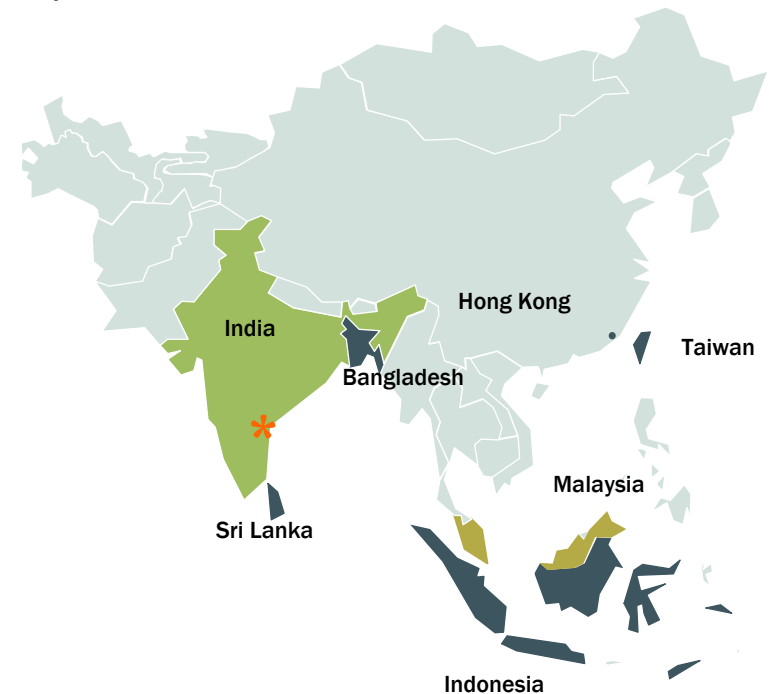 Hong Kong
India
Taiwan
Bangladesh
Malaysia
Sri Lanka
Indonesia